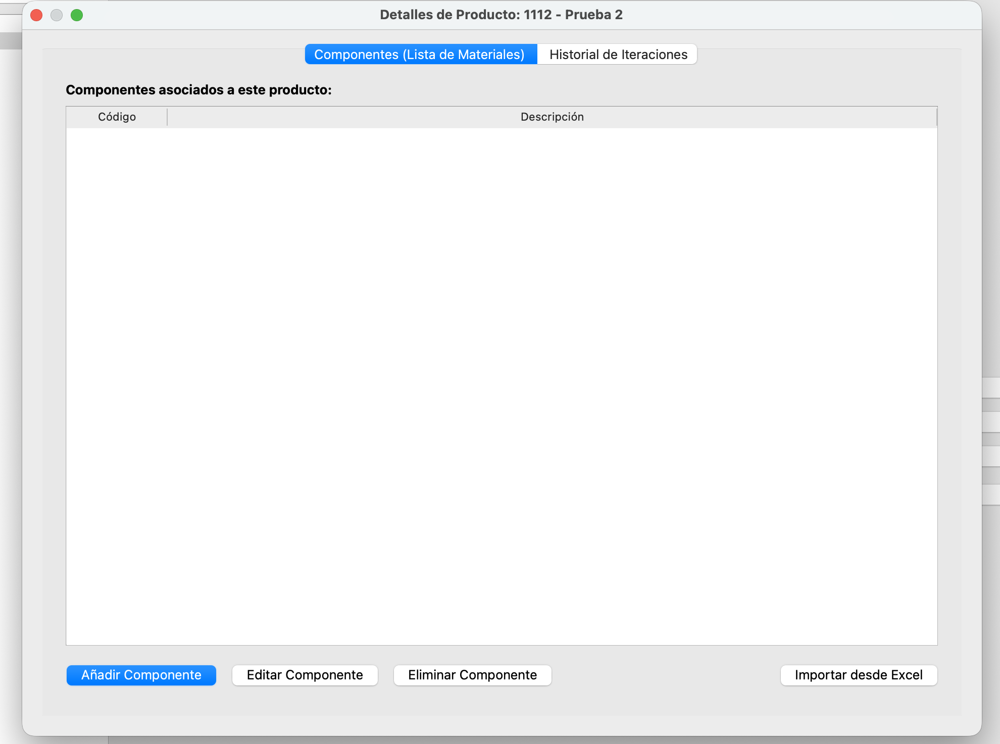 Detalles de Producto: 1112 - Prueba 2
Componentes (Lista de Materiales) Historial de Iteraciones
Componentes asociados a este producto:
Código Descripción
Añadir Componente Editar Componente Eliminar Componente Importar desde Excel